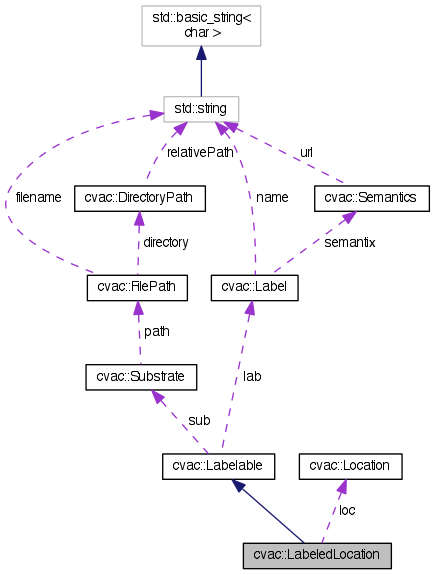 std::basic_string<
char >
std::string
relativePath
url
filename
cvac::DirectoryPath
name
cvac::Semantics
directory
semantix
cvac::FilePath
cvac::Label
path
cvac::Substrate
lab
sub
cvac::Labelable
cvac::Location
loc
cvac::LabeledLocation